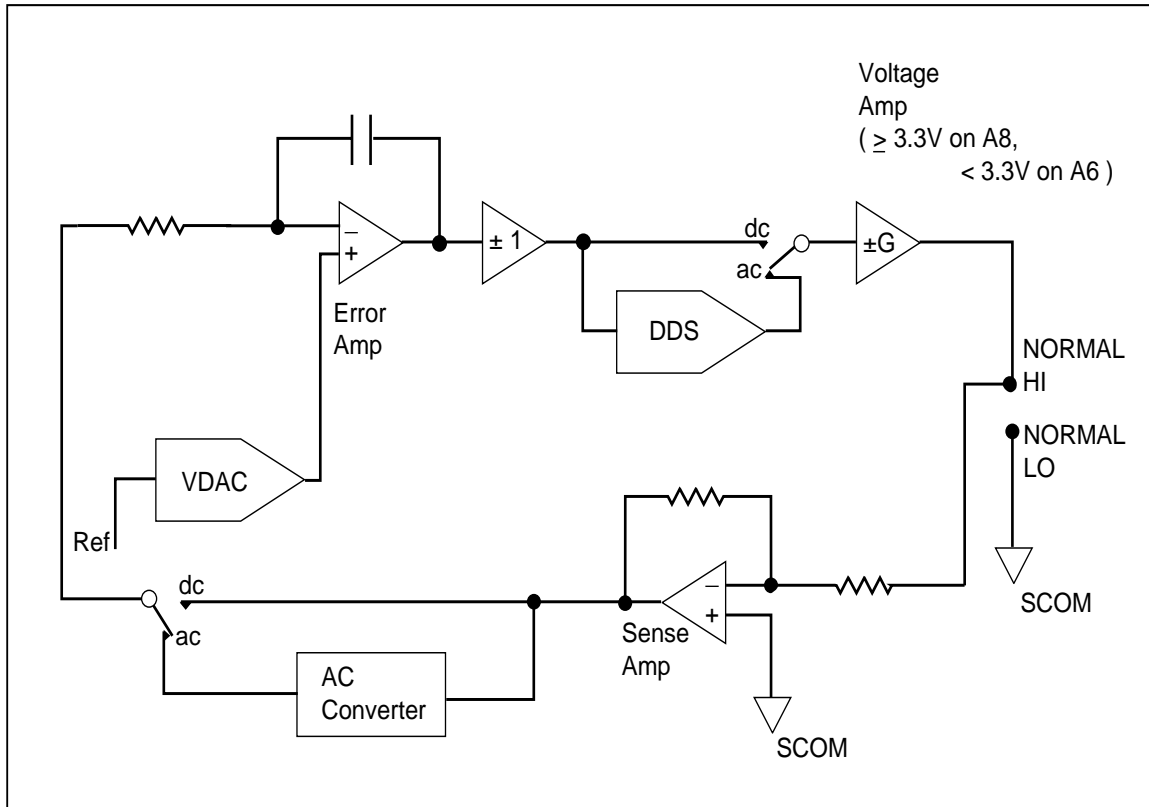 Voltage
Amp
( ≥ 3.3V on A8,
< 3.3V on A6 )
−
+
Error
Amp
± 1
dc
ac
DDS
±G
NORMAL
HI
NORMAL
LO
SCOM
VDAC
Ref
dc
ac
AC
Converter
−
+
Sense
Amp
SCOM